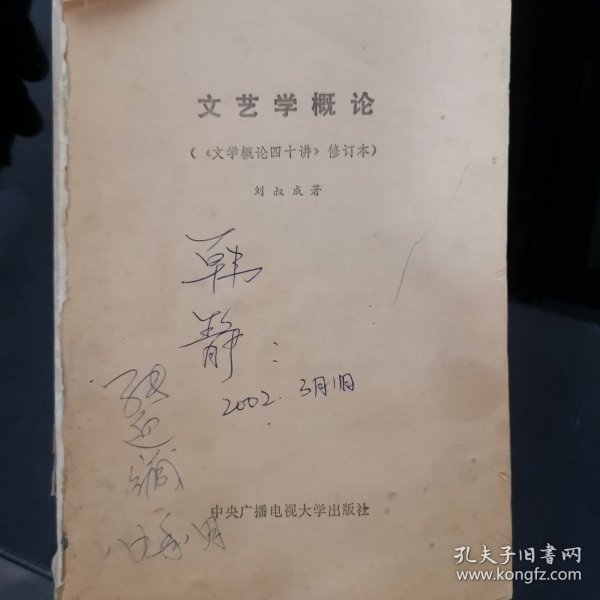 文艺学概论
(《文学概论四十讲》修订本)
刘叔成著
韩
静:
2002.3月1日
中央广播电视大学出版社
孔夫子旧书网
www.kongfz.com